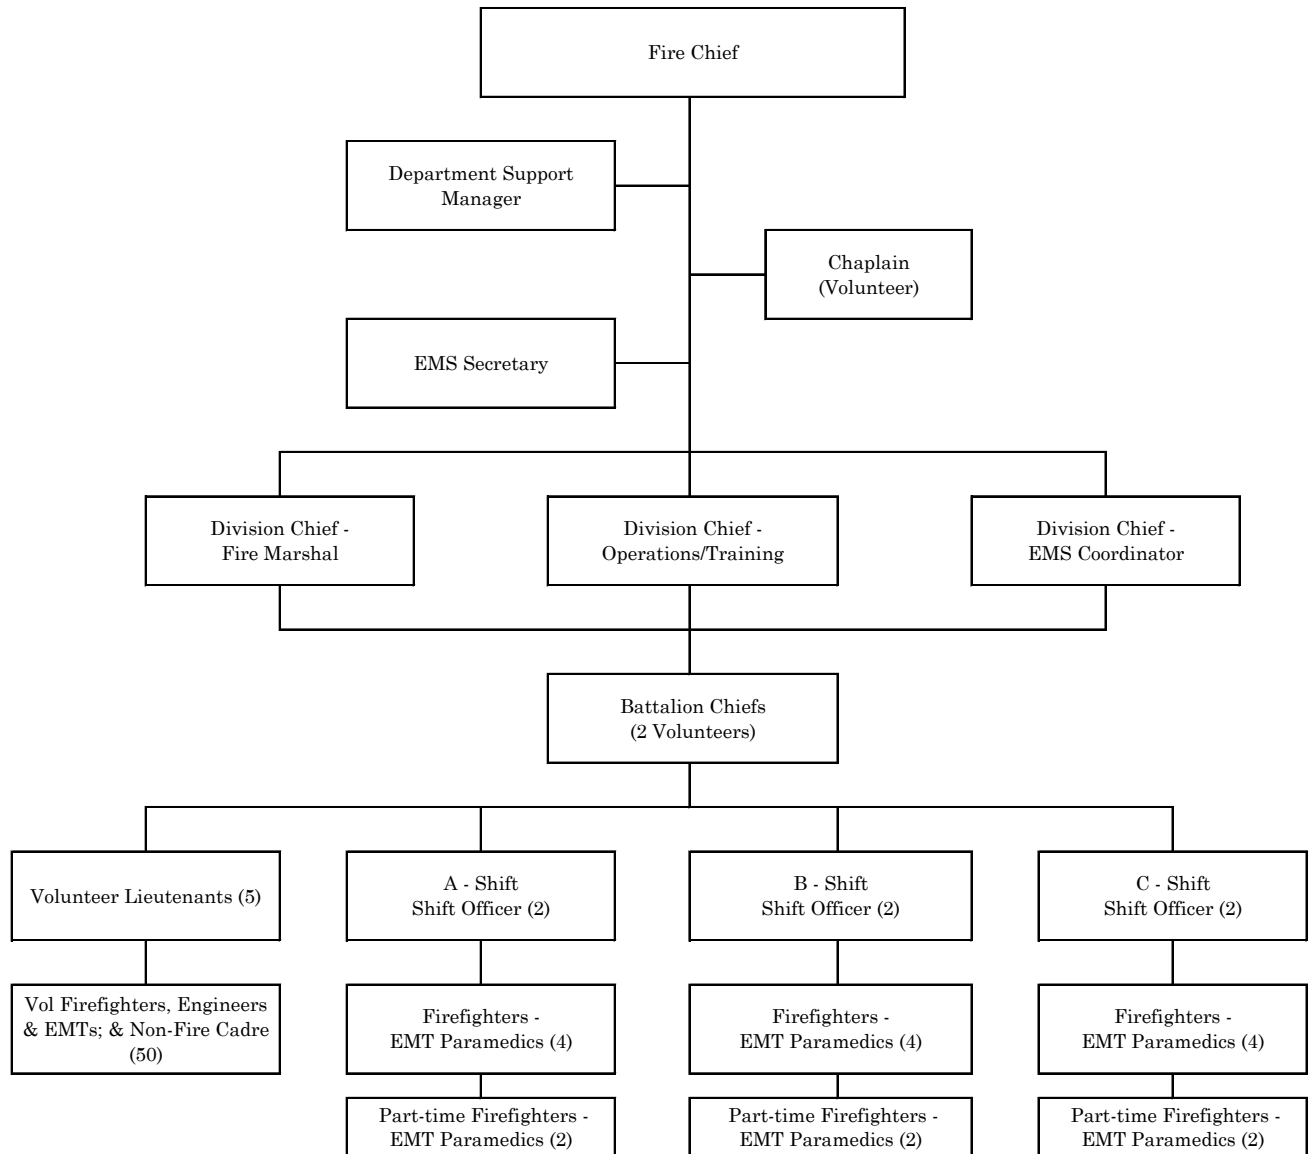 Fire Chief
Department Support
Manager
Chaplain
(Volunteer)
EMS Secretary
Division Chief -
Fire Marshal
Division Chief -
Operations/Training
Division Chief -
EMS Coordinator
Battalion Chiefs
(2 Volunteers)
Volunteer Lieutenants (5)
A - Shift
Shift Officer (2)
B - Shift
Shift Officer (2)
C - Shift
Shift Officer (2)
Vol Firefighters, Engineers
& EMTs; & Non-Fire Cadre
(50)
Firefighters -
EMT Paramedics (4)
Firefighters -
EMT Paramedics (4)
Firefighters -
EMT Paramedics (4)
Part-time Firefighters -
EMT Paramedics (2)
Part-time Firefighters -
EMT Paramedics (2)
Part-time Firefighters -
EMT Paramedics (2)